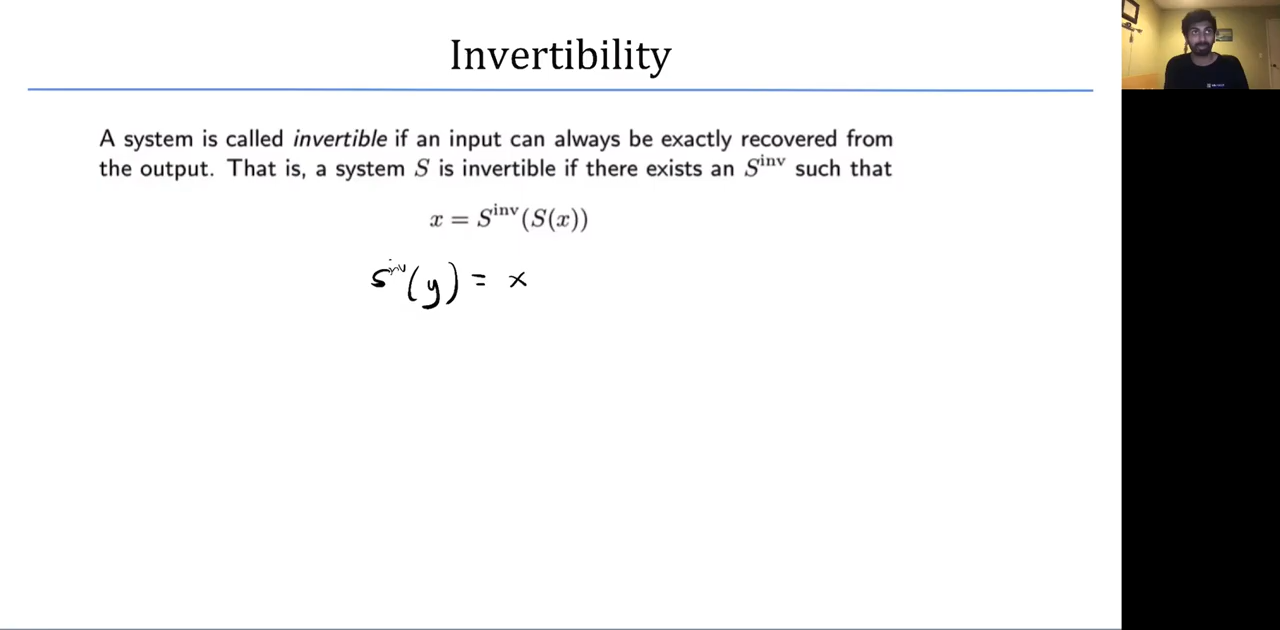 Invertibility
A system is called invertible if an input can always be exactly recovered from
the output. That is, a system S is invertible if there exists an S^inv such that
x = S^inv(S(x))
S^inv(y) = x